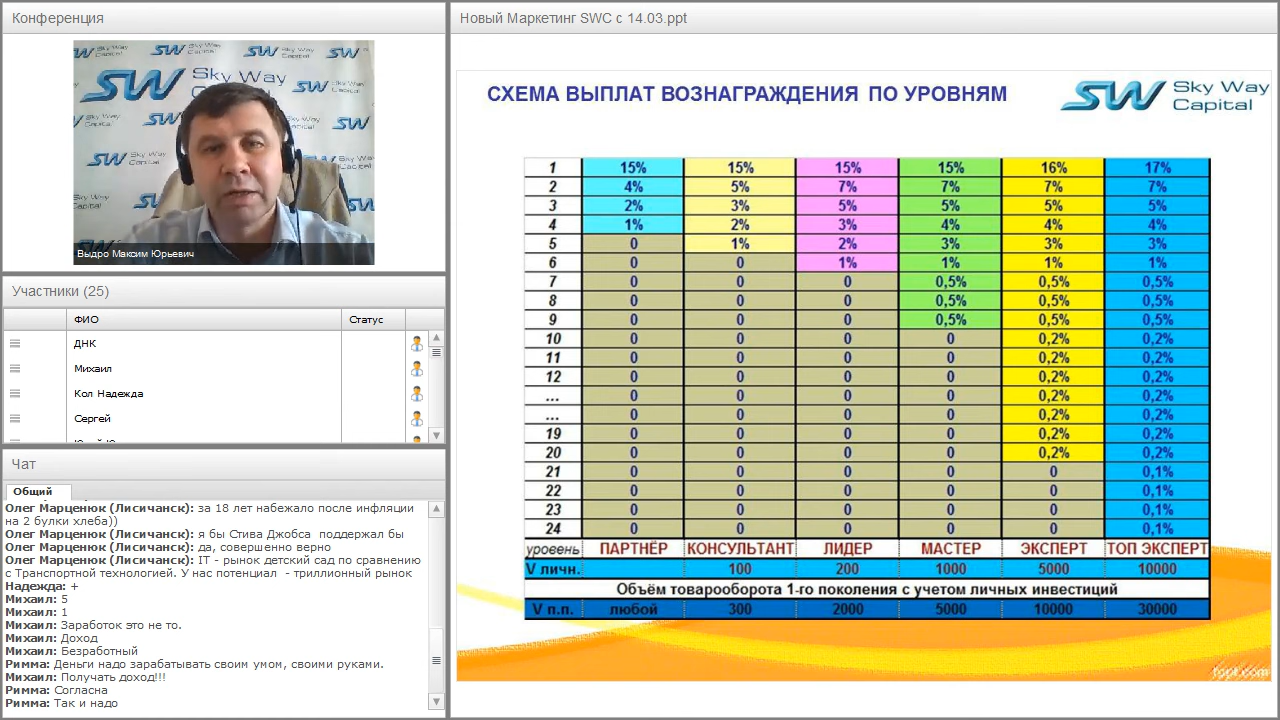 Конференция
Sky Way
Capital
Выдро Максим Юрьевич
Участники (25)
ФИО Статус
ДНК
Михаил
Кол Надежда
Сергей
Чат
Общий
Олег Марценюк (Лисичанск): за 18 лет набежало после инфляции
на 2 булки хлеба))
Олег Марценюк (Лисичанск): я бы Стива Джобса поддержал бы
Олег Марценюк (Лисичанск): да, совершенно верно
Олег Марценюк (Лисичанск): IT - рынок детский сад по сравнению
с Транспортной технологией. У нас потенциал - триллионный рынок
Надежда: +
Михаил: 5
Михаил: 1
Михаил: Заработок это не то.
Михаил: Доход
Михаил: Безработный
Римма: Деньги надо зарабатывать своим умом, своими руками.
Михаил: Получать доход!!!
Римма: Согласна
Римма: Так и надо
Новый Маркетинг SWC с 14.03.ppt
СХЕМА ВЫПЛАТ ВОЗНАГРАЖДЕНИЯ ПО УРОВНЯМ
SW Sky Way
Capital
1 15% 15% 15% 15% 16% 17%
2 4% 5% 7% 7% 7% 7%
3 2% 3% 5% 5% 5% 5%
4 1% 2% 3% 4% 4% 4%
5 0 1% 2% 3% 3% 3%
6 0 0 1% 1% 1% 1%
7 0 0 0 0,5% 0,5% 0,5%
8 0 0 0 0,5% 0,5% 0,5%
9 0 0 0 0,5% 0,5% 0,5%
10 0 0 0 0 0,2% 0,2%
11 0 0 0 0 0,2% 0,2%
12 0 0 0 0 0,2% 0,2%
... 0 0 0 0 0,2% 0,2%
... 0 0 0 0 0,2% 0,2%
19 0 0 0 0 0,2% 0,2%
20 0 0 0 0 0,2% 0,2%
21 0 0 0 0 0 0,1%
22 0 0 0 0 0 0,1%
23 0 0 0 0 0 0,1%
24 0 0 0 0 0 0,1%
уровень ПАРТНЁР КОНСУЛЬТАНТ ЛИДЕР МАСТЕР ЭКСПЕРТ ТОП ЭКСПЕРТ
V личн. 100 200 1000 5000 10000
Объём товарооборота 1-го поколения с учетом личных инвестиций
V п.п. любой 300 2000 5000 10000 30000
fppt.com